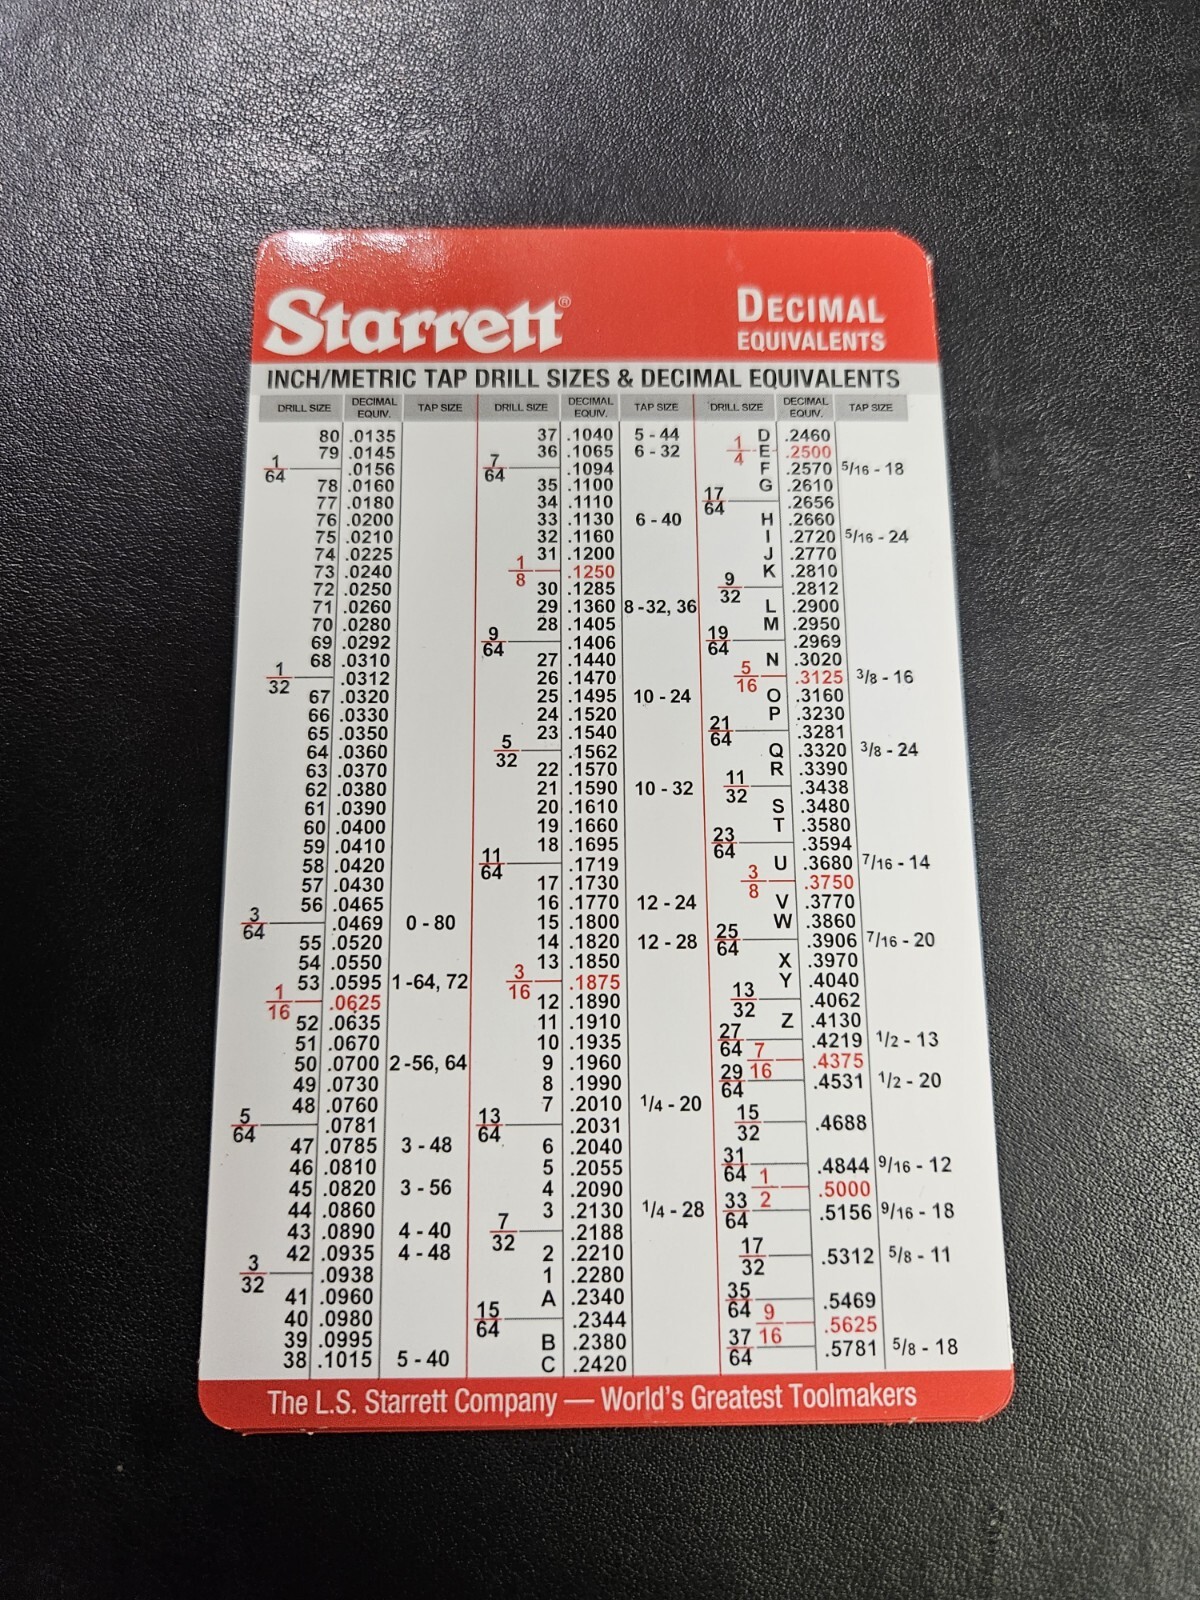 Starrett®
DECIMAL
EQUIVALENTS
INCH/METRIC TAP DRILL SIZES & DECIMAL EQUIVALENTS
DRILL SIZE DECIMAL EQUIV. TAP SIZE
80 .0135
79 .0145
1/64 .0156
78 .0160
77 .0180
76 .0200
75 .0210
74 .0225
73 .0240
72 .0250
71 .0260
70 .0280
69 .0292
68 .0310
1/32 .0312
67 .0320
66 .0330
65 .0350
64 .0360
63 .0370
62 .0380
61 .0390
60 .0400
59 .0410
58 .0420
57 .0430
56 .0465
3/64 .0469 0 - 80
55 .0520
54 .0550
53 .0595 1-64, 72
1/16 .0625
52 .0635
51 .0670
50 .0700 2-56, 64
49 .0730
48 .0760
5/64 .0781
47 .0785 3 - 48
46 .0810
45 .0820 3 - 56
44 .0860
43 .0890 4 - 40
42 .0935 4 - 48
3/32 .0938
41 .0960
40 .0980
39 .0995
38 .1015 5 - 40
DRILL SIZE DECIMAL EQUIV. TAP SIZE
37 .1040 5 - 44
36 .1065 6 - 32
7/64 .1094
35 .1100
34 .1110
33 .1130 6 - 40
32 .1160
31 .1200
1/8 .1250
30 .1285
29 .1360 8 -32, 36
28 .1405
9/64 .1406
27 .1440
26 .1470
25 .1495 10 - 24
24 .1520
23 .1540
5/32 .1562
22 .1570
21 .1590 10 - 32
20 .1610
19 .1660
18 .1695
11/64 .1719
17 .1730
16 .1770 12 - 24
15 .1800
14 .1820 12 - 28
13 .1850
3/16 .1875
12 .1890
11 .1910
10 .1935
9 .1960
8 .1990
7 .2010 1/4 - 20
13/64 .2031
6 .2040
5 .2055
4 .2090
3 .2130 1/4 - 28
7/32 .2188
2 .2210
1 .2280
A .2340
15/64 .2344
B .2380
C .2420
DRILL SIZE DECIMAL EQUIV. TAP SIZE
D .2460
1/4 E .2500
F .2570 5/16 - 18
G .2610
17/64 .2656
H .2660
I .2720 5/16 - 24
J .2770
K .2810
9/32 .2812
L .2900
M .2950
19/64 .2969
N .3020
5/16 .3125 3/8 - 16
O .3160
P .3230
21/64 .3281
Q .3320 3/8 - 24
R .3390
11/32 .3438
S .3480
T .3580
23/64 .3594
U .3680 7/16 - 14
3/8 .3750
V .3770
W .3860
25/64 .3906 7/16 - 20
X .3970
Y .4040
13/32 .4062
Z .4130
27/64 .4219 1/2 - 13
7/16 .4375
29/64 .4531 1/2 - 20
15/32 .4688
31/64 .4844 9/16 - 12
1/2 .5000
33/64 .5156 9/16 - 18
17/32 .5312 5/8 - 11
35/64 .5469
9/16 .5625
37/64 .5781 5/8 - 18
The L.S. Starrett Company — World's Greatest Toolmakers